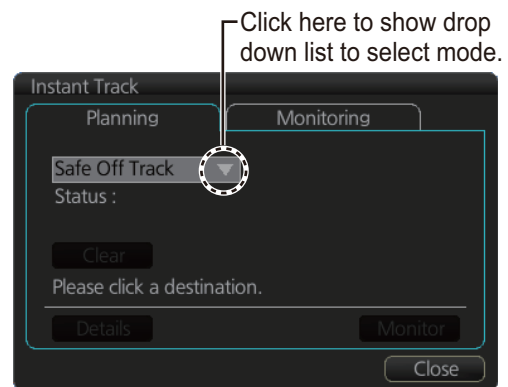 Click here to show drop
down list to select mode.
Instant Track
Planning
Monitoring
Safe Off Track
Status :
Clear
Please click a destination.
Details
Monitor
Close